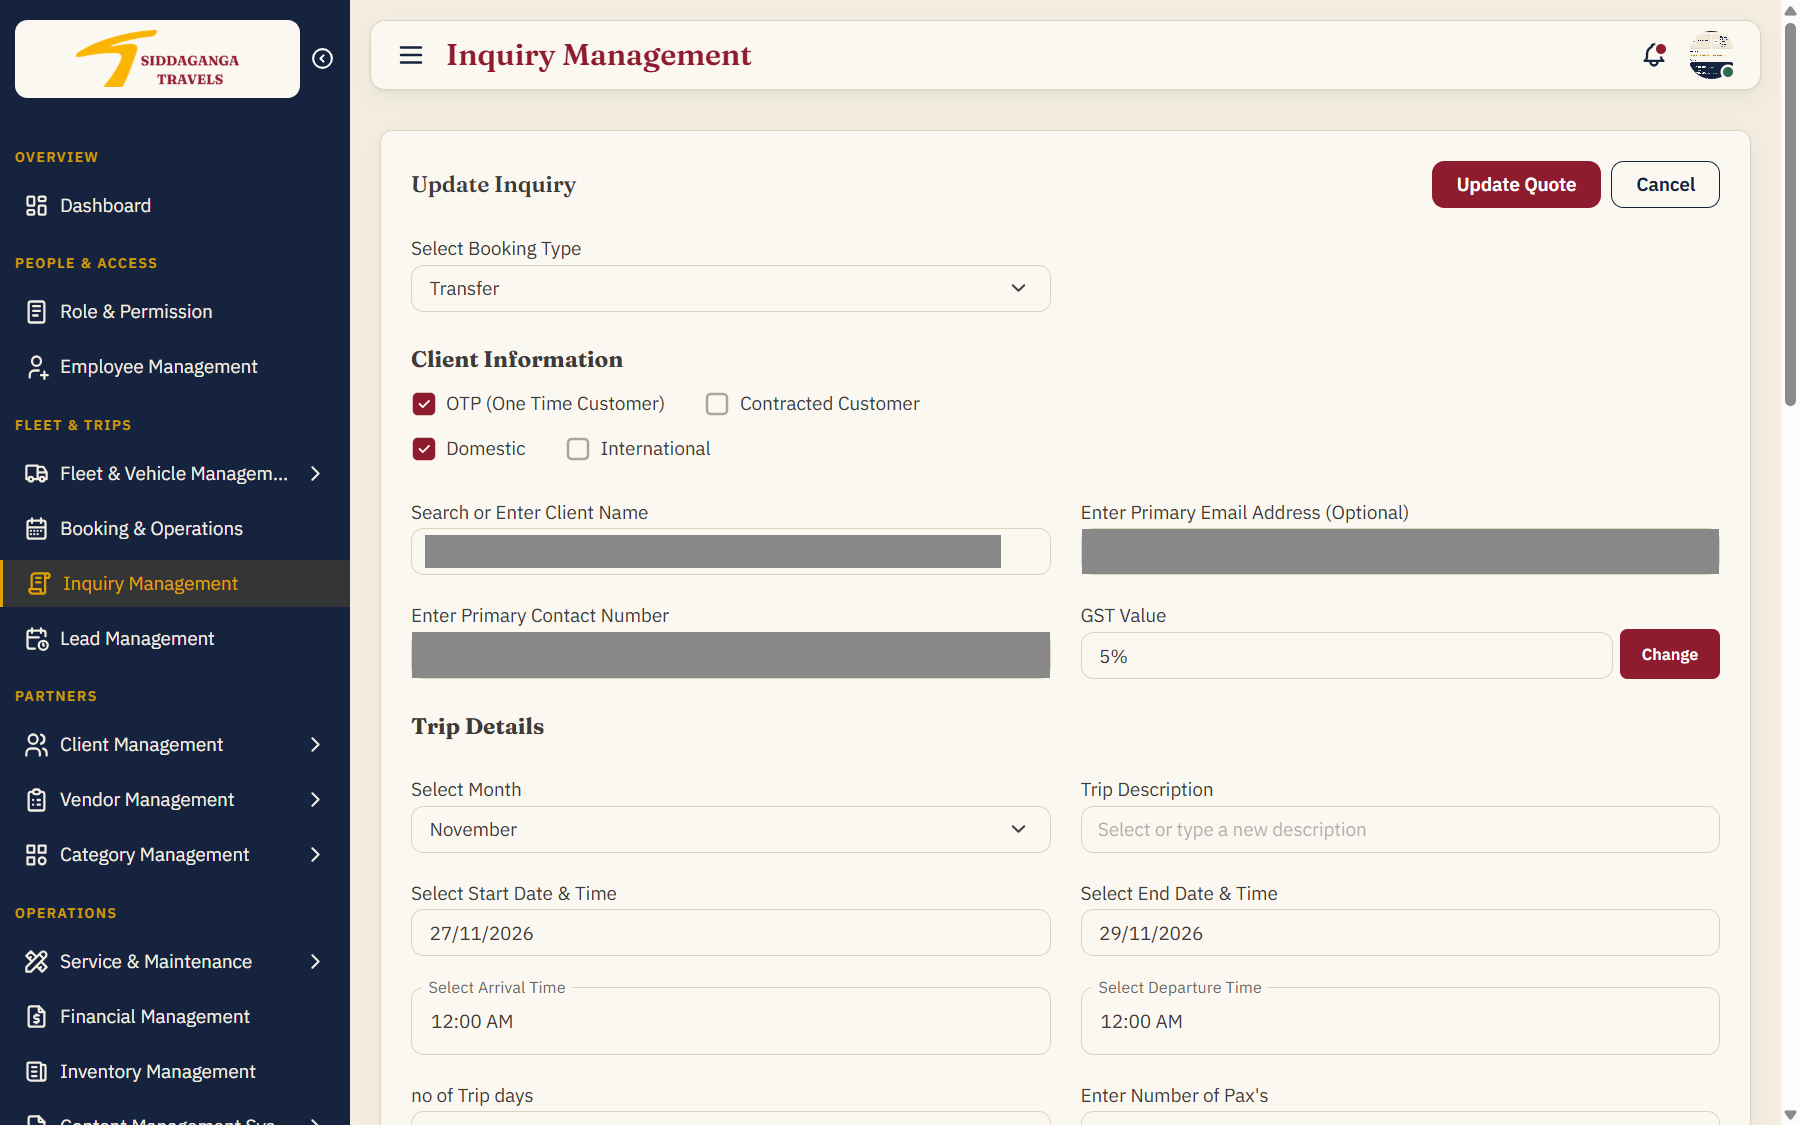 SIDDAGANGA
TRAVELS
OVERVIEW
Dashboard
PEOPLE & ACCESS
Role & Permission
Employee Management
FLEET & TRIPS
Fleet & Vehicle Managem...
Booking & Operations
Inquiry Management
Lead Management
PARTNERS
Client Management
Vendor Management
Category Management
OPERATIONS
Service & Maintenance
Financial Management
Inventory Management
Content Management Sys...
Inquiry Management
Update Inquiry
Update Quote
Cancel
Select Booking Type
Transfer
Client Information
OTP (One Time Customer)
Contracted Customer
Domestic
International
Search or Enter Client Name
Enter Primary Email Address (Optional)
Enter Primary Contact Number
GST Value
5%
Change
Trip Details
Select Month
November
Trip Description
Select or type a new description
Select Start Date & Time
27/11/2026
Select End Date & Time
29/11/2026
Select Arrival Time
12:00 AM
Select Departure Time
12:00 AM
no of Trip days
Enter Number of Pax's